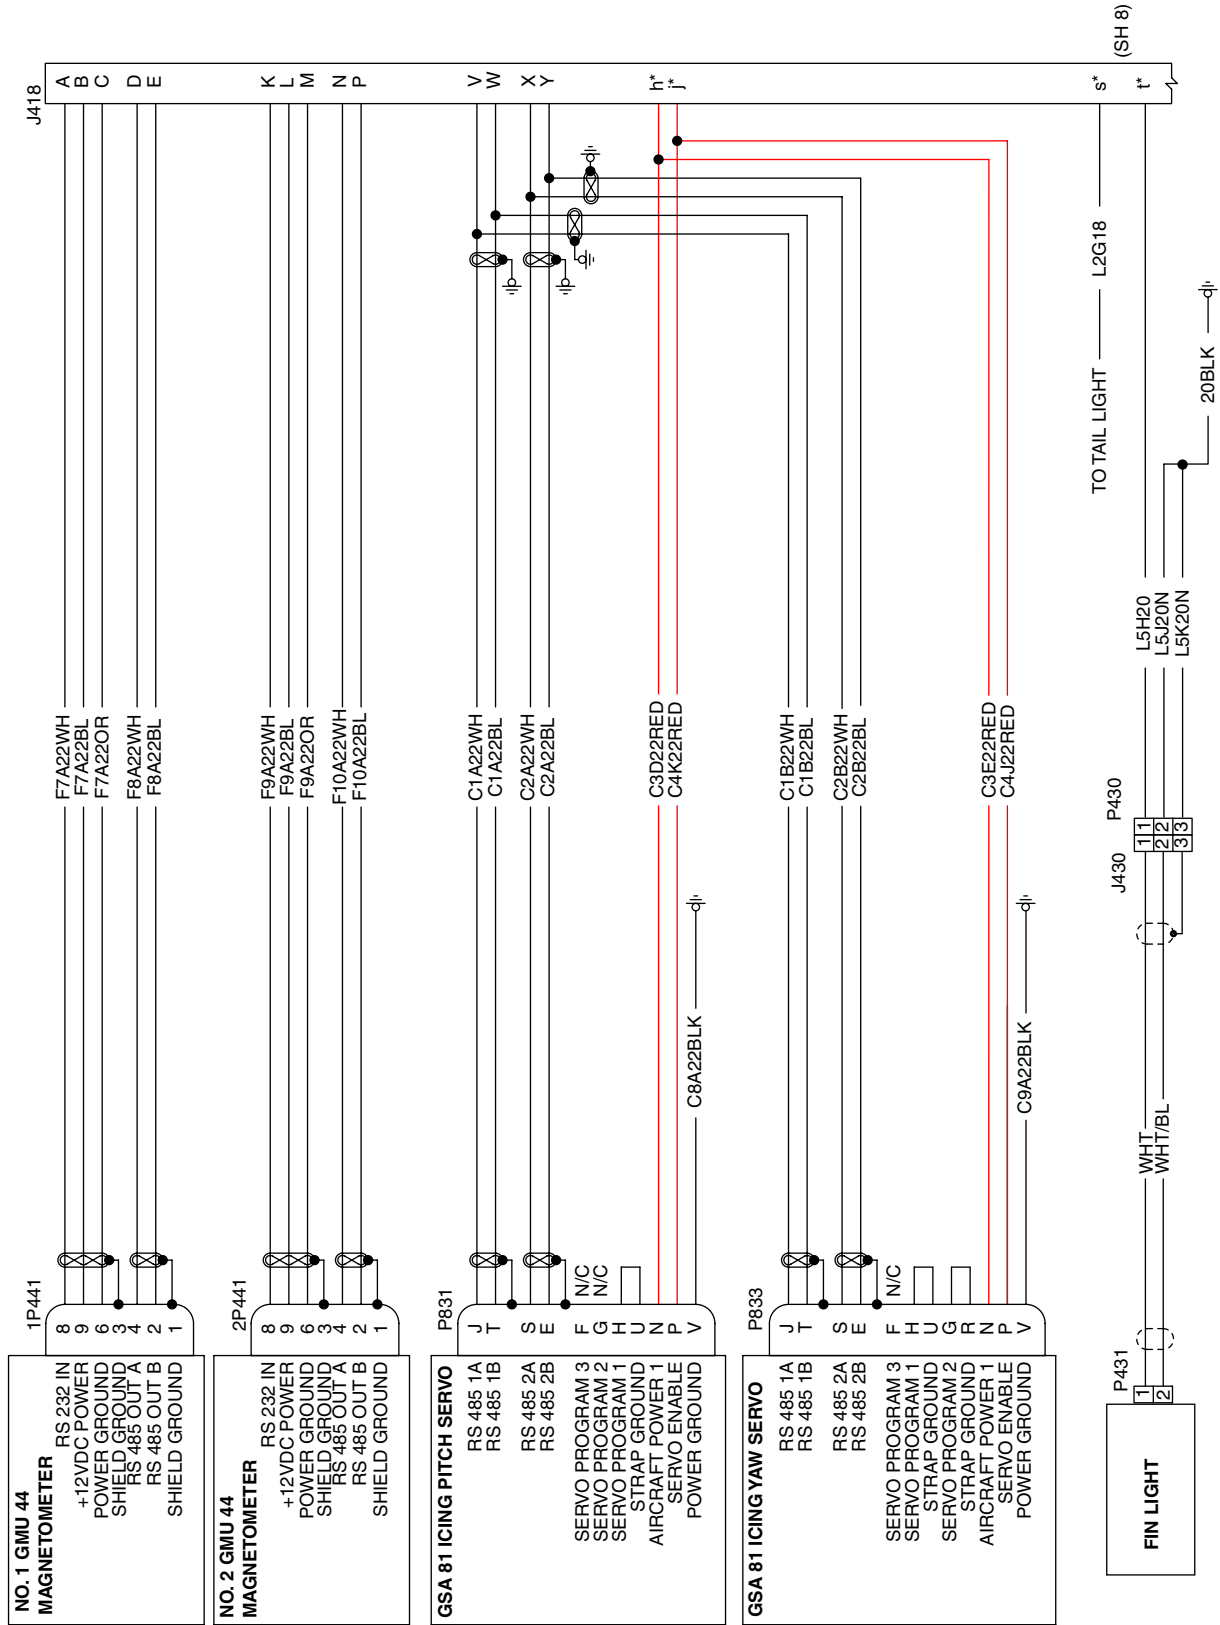 J418
(SH 8)
NO. 1 GMU 44
MAGNETOMETER
1P441
RS 232 IN 8 F7A22WH A
+12VDC POWER 9 F7A22BL B
POWER GROUND 6 F7A22OR C
SHIELD GROUND 3
RS 485 OUT A 4 F8A22WH D
RS 485 OUT B 2 F8A22BL E
SHIELD GROUND 1
NO. 2 GMU 44
MAGNETOMETER
2P441
RS 232 IN 8 F9A22WH K
+12VDC POWER 9 F9A22BL L
POWER GROUND 6 F9A22OR M
SHIELD GROUND 3
RS 485 OUT A 4 F10A22WH N
RS 485 OUT B 2 F10A22BL P
SHIELD GROUND 1
GSA 81 ICING PITCH SERVO
P831
RS 485 1A J C1A22WH V
RS 485 1B T C1A22BL W
RS 485 2A S C2A22WH X
RS 485 2B E C2A22BL Y
SERVO PROGRAM 3 F N/C
SERVO PROGRAM 2 G N/C
SERVO PROGRAM 1 H
STRAP GROUND U
AIRCRAFT POWER 1 N C3D22RED h*
SERVO ENABLE P C4K22RED j*
POWER GROUND V C8A22BLK
GSA 81 ICING YAW SERVO
P833
RS 485 1A J C1B22WH
RS 485 1B T C1B22BL
RS 485 2A S C2B22WH
RS 485 2B E C2B22BL
SERVO PROGRAM 3 F N/C
SERVO PROGRAM 1 H
STRAP GROUND U
SERVO PROGRAM 2 G
STRAP GROUND R
AIRCRAFT POWER 1 N C3E22RED
SERVO ENABLE P C4J22RED
POWER GROUND V C9A22BLK
TO TAIL LIGHT L2G18 s*
FIN LIGHT
P431 J430 P430
1 WHT 1 1 L5H20 t*
2 WHT/BL 2 2 L5J20N
3 3 L5K20N
20BLK